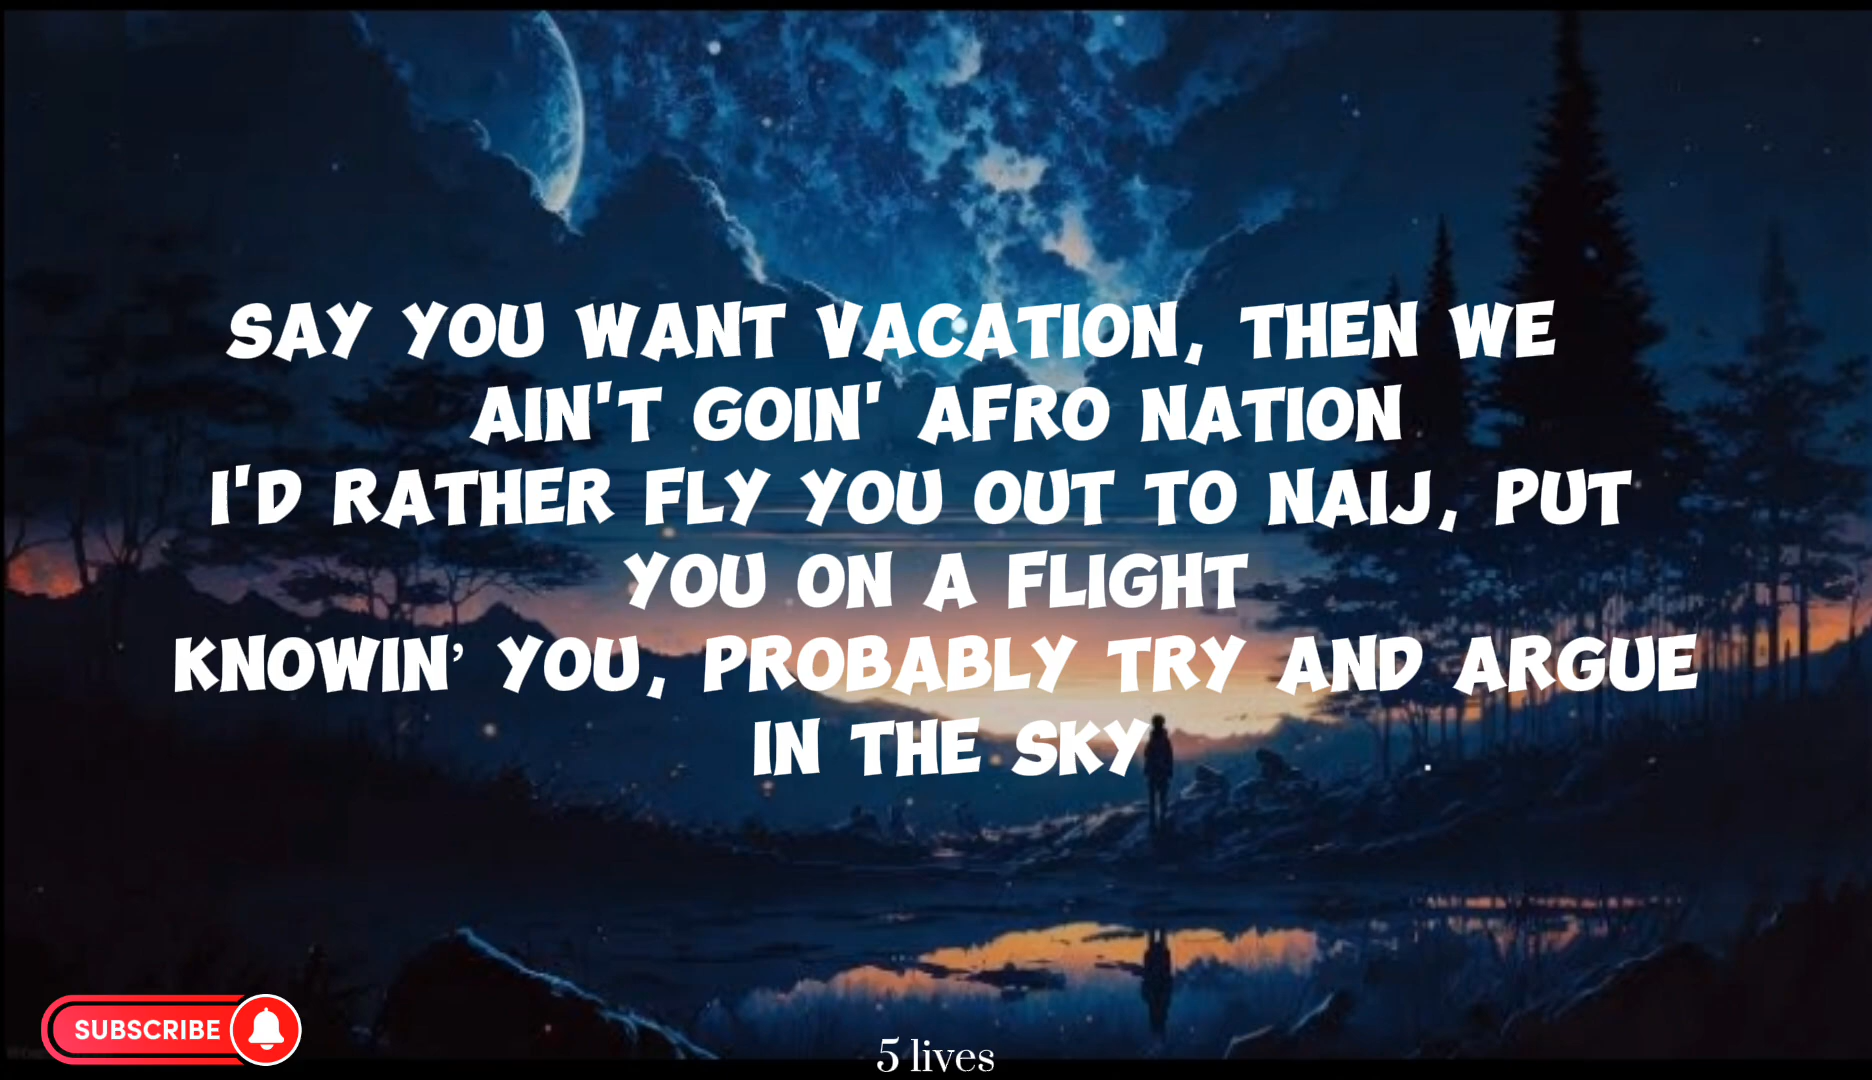 SAY YOU WANT VACATION, THEN WE
AIN'T GOIN' AFRO NATION
I'D RATHER FLY YOU OUT TO NAIJ, PUT
YOU ON A FLIGHT
KNOWIN’ YOU, PROBABLY TRY AND ARGUE
IN THE SKY
SUBSCRIBE
5 lives